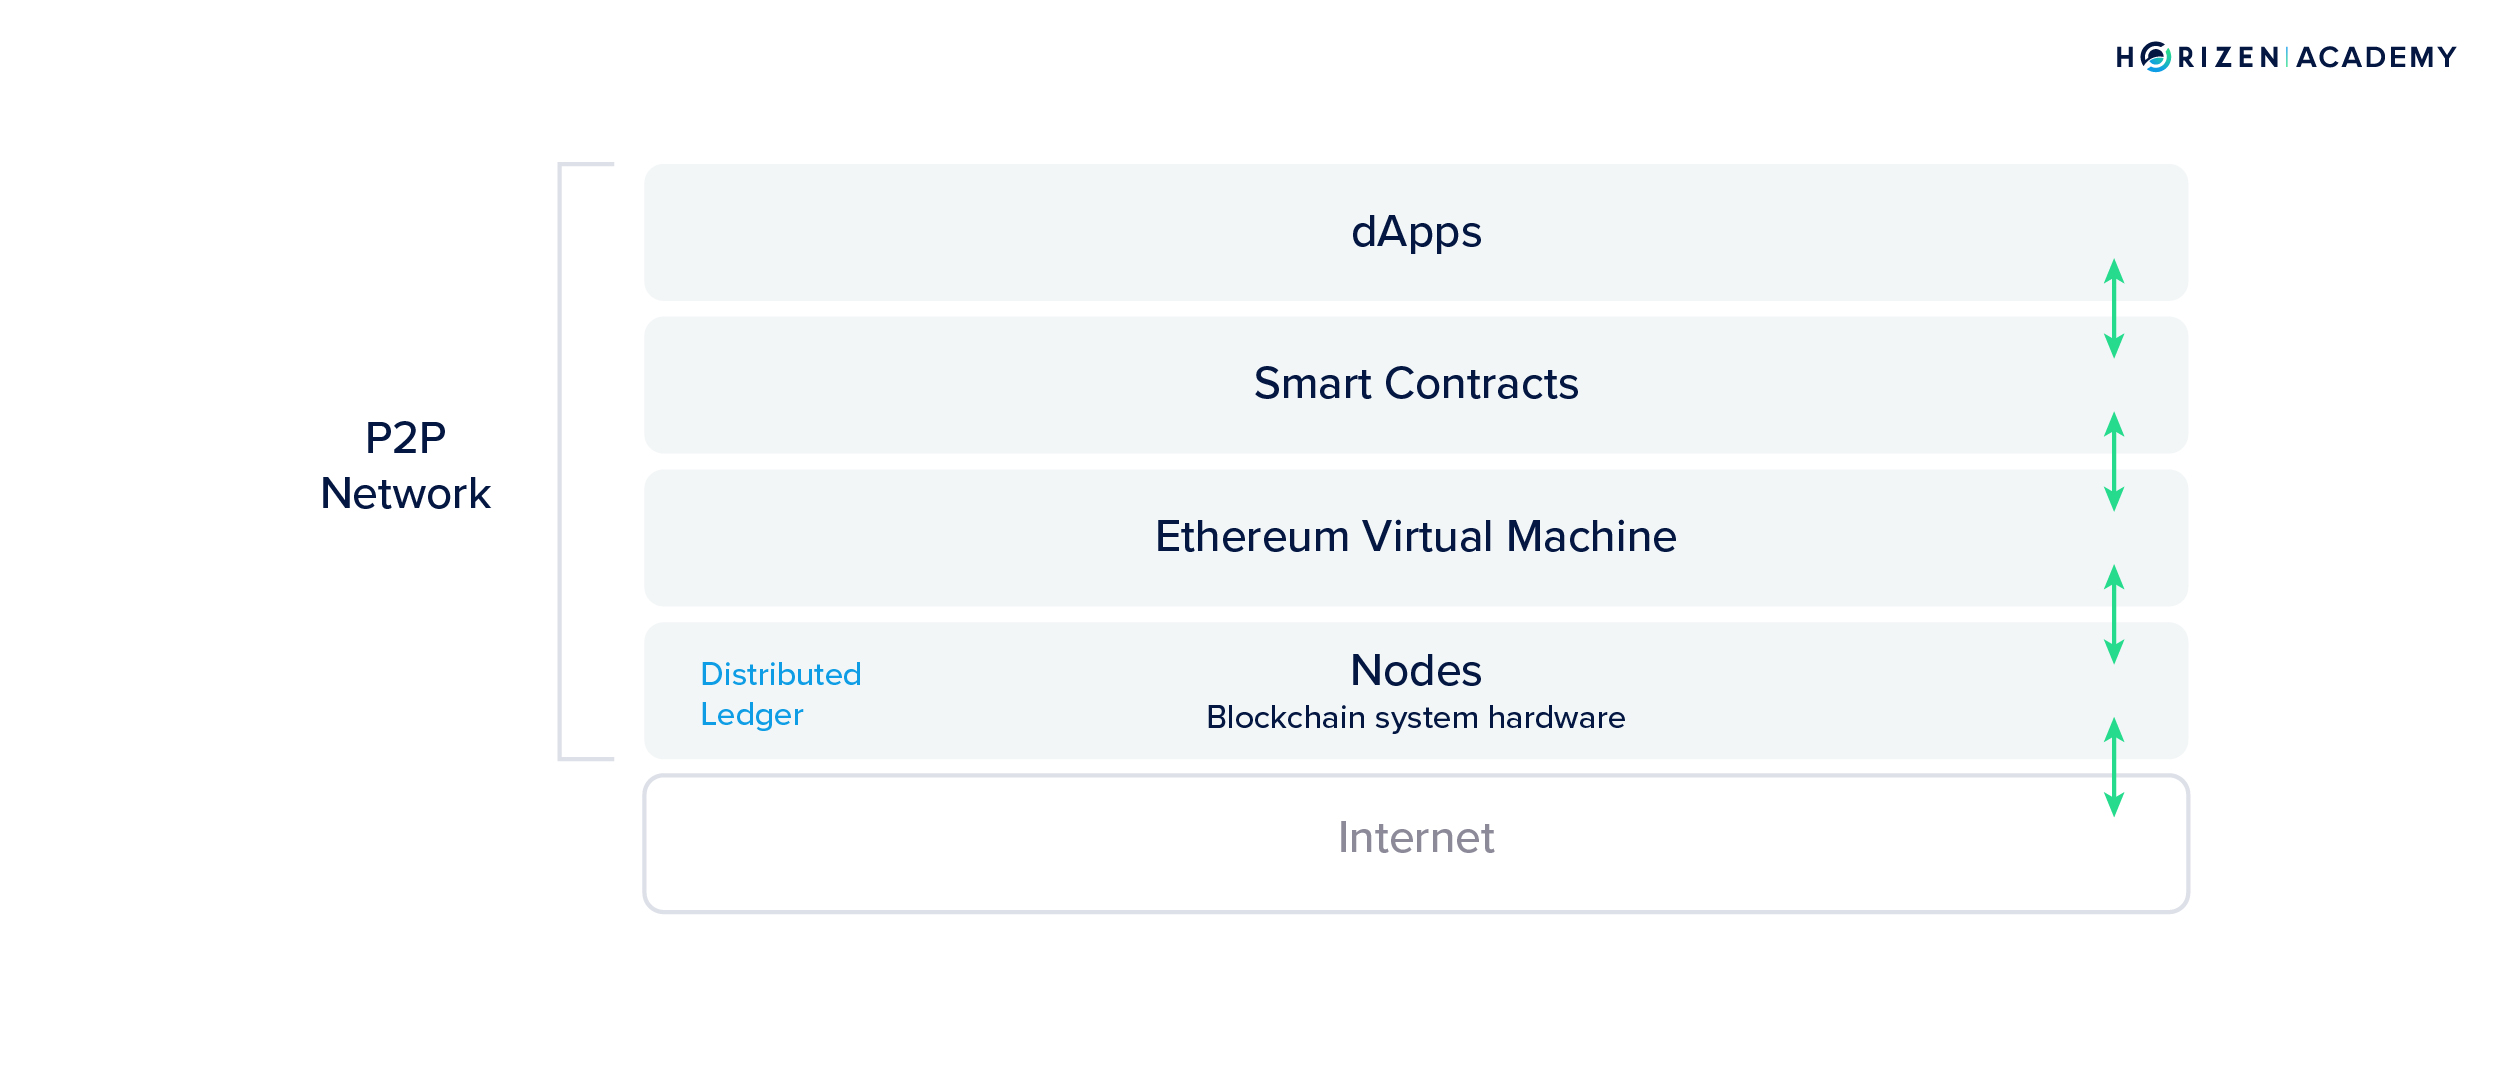 HORIZEN | ACADEMY
dApps
Smart Contracts
P2P
Network
Ethereum Virtual Machine
Distributed
Ledger
Nodes
Blockchain system hardware
Internet